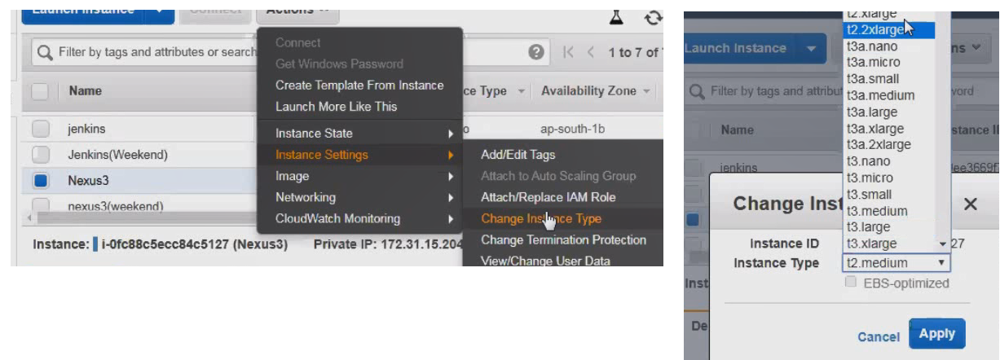 Launch Instance Connect Actions
Filter by tags and attributes or search
1 to 7 of
Name
ce Type
Availability Zone
jenkins
o
ap-south-1b
Jenkins(Weekend)
Nexus3
nexus3(weekend)
Instance: i-0fc88c5ecc84c5127 (Nexus3) Private IP: 172.31.15.204
Connect
Get Windows Password
Create Template From Instance
Launch More Like This
Instance State
Instance Settings
Image
Networking
CloudWatch Monitoring
Add/Edit Tags
Attach to Auto Scaling Group
Attach/Replace IAM Role
Change Instance Type
Change Termination Protection
View/Change User Data
Launch Instance
ns
Filter by tags and attribut
word
Name
stance I
jenkins
t2.xlarge
t2.2xlarge
t3a.nano
t3a.micro
t3a.small
t3a.medium
t3a.large
t3a.xlarge
t3a.2xlarge
t3.nano
t3.micro
t3.small
t3.medium
t3.large
t3.xlarge
Change Inst
Instance ID
27
Instance Type t2.medium
EBS-optimized
Inst
De
Cancel Apply